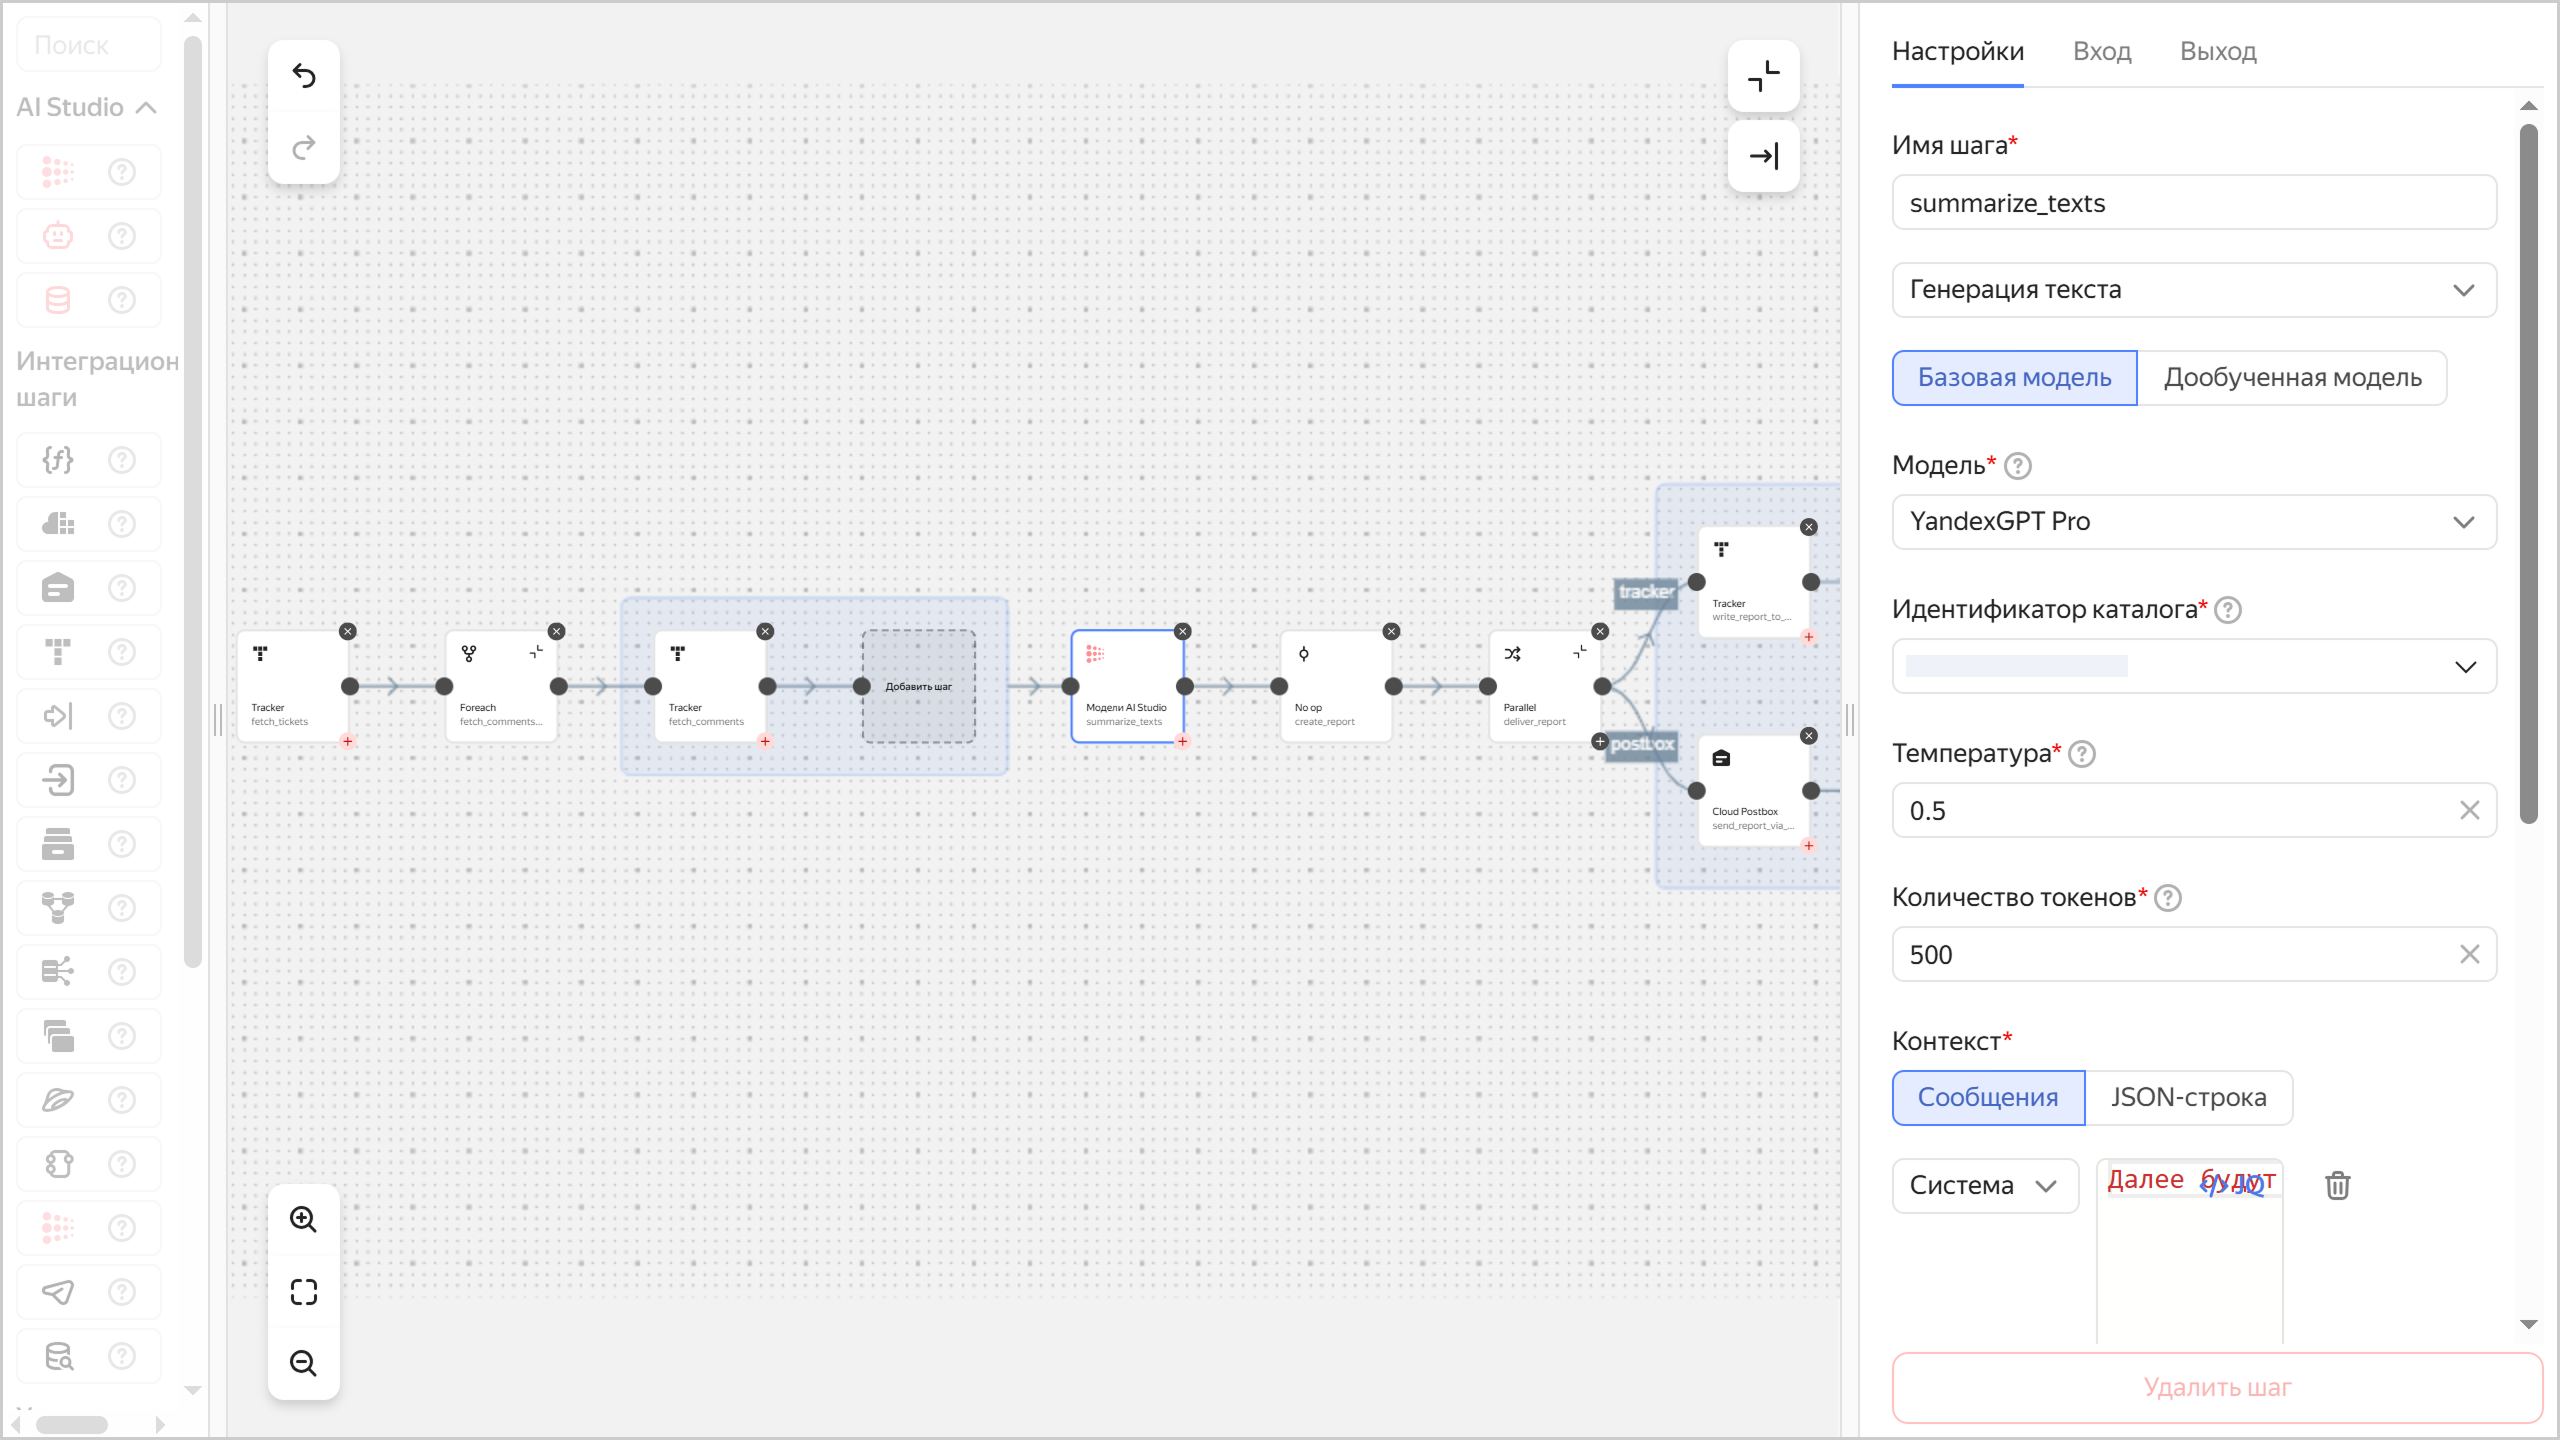 Поиск
AI Studio
Интеграцион
шаги
Tracker
fetch_tickets
Foreach
fetch_comments...
Tracker
fetch_comments
Добавить шаг
Модели AI Studio
summarize_texts
No op
create_report
Parallel
deliver_report
tracker
postbox
Tracker
write_report_to_...
Cloud Postbox
send_report_via_...
Настройки
Вход
Выход
Имя шага*
summarize_texts
Генерация текста
Базовая модель
Дообученная модель
Модель*
YandexGPT Pro
Идентификатор каталога*
Температура*
0.5
Количество токенов*
500
Контекст*
Сообщения
JSON-строка
Система
Далее будут
</> JQ
Удалить шаг